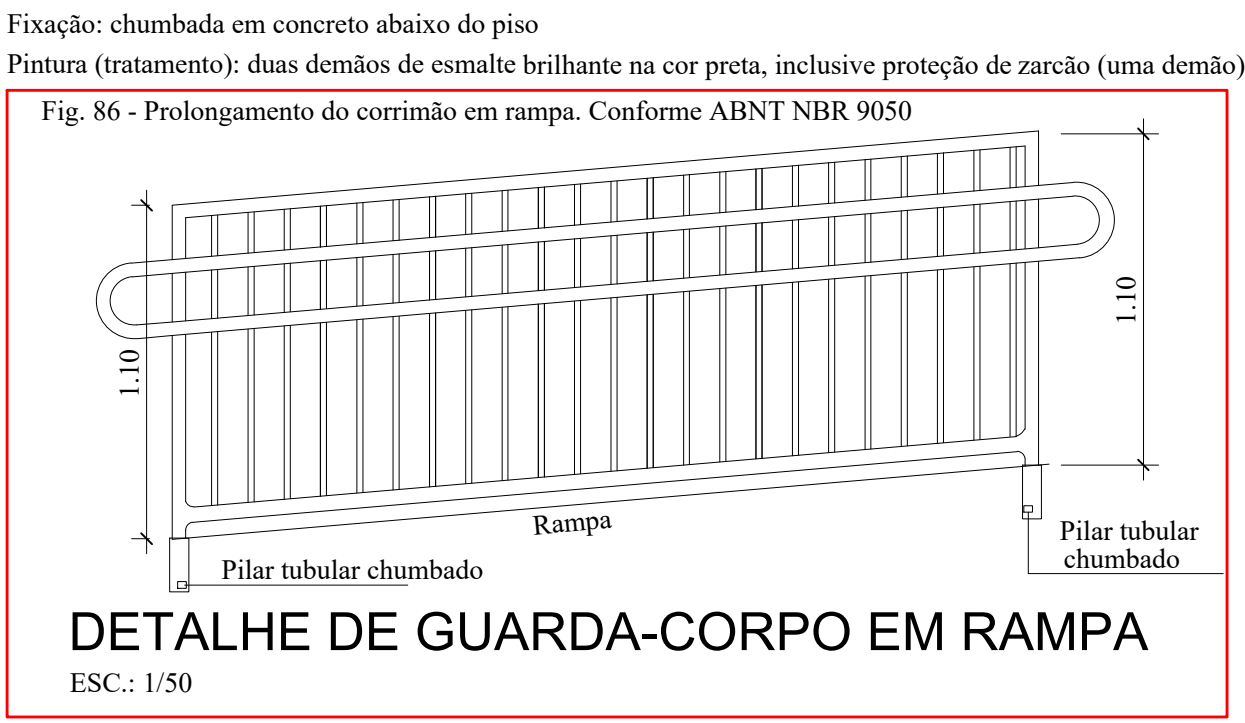 Fixação: chumbada em concreto abaixo do piso
Pintura (tratamento): duas demãos de esmalte brilhante na cor preta, inclusive proteção de zarcão (uma demão)
Fig. 86 - Prolongamento do corrimão em rampa. Conforme ABNT NBR 9050
1.10
1.10
Rampa
Pilar tubular chumbado
Pilar tubular
chumbado
DETALHE DE GUARDA-CORPO EM RAMPA
ESC.: 1/50